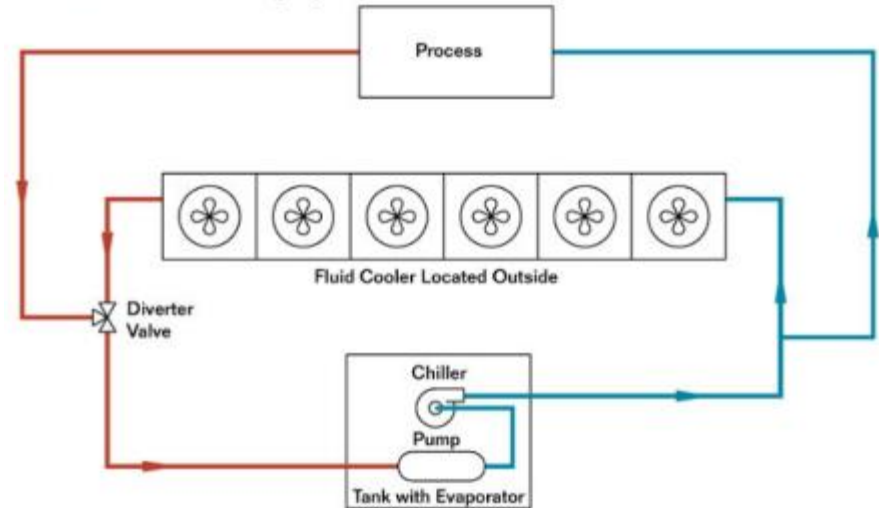 Process
Fluid Cooler Located Outside
Diverter
Valve
Chiller
Pump
Tank with Evaporator